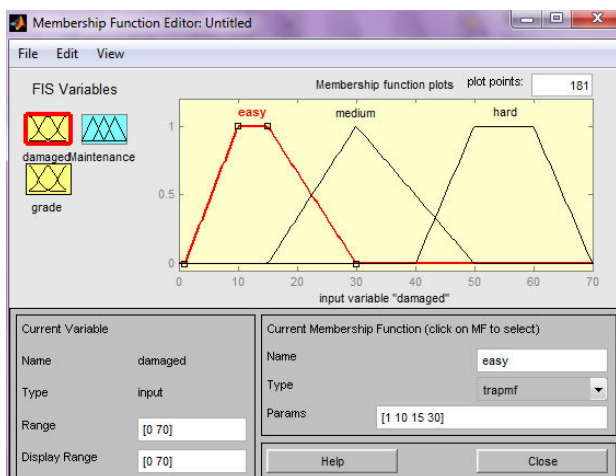 Membership Function Editor: Untitled
File Edit View
FIS Variables
Membership function plots plot points: 181
easy medium hard
damaged Maintenance
grade
1
0.5
0
0 10 20 30 40 50 60 70
input variable "damaged"
Current Variable
Name damaged
Type input
Range [0 70]
Display Range [0 70]
Current Membership Function (click on MF to select)
Name easy
Type trapmf
Params [1 10 15 30]
Help Close